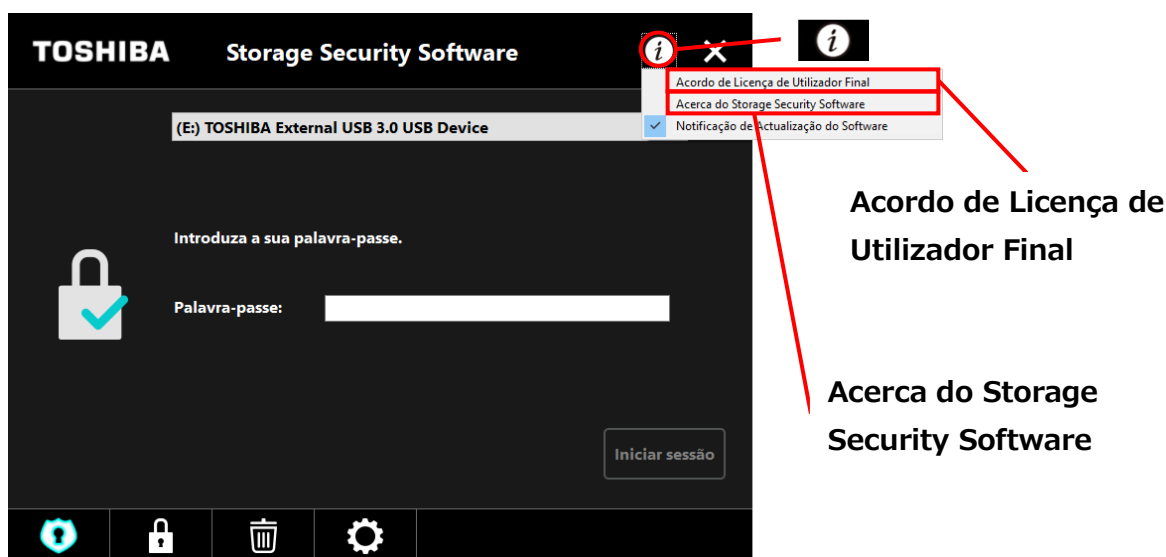 TOSHIBA Storage Security Software
Acordo de Licença de Utilizador Final
Acerca do Storage Security Software
Notificação de Actualização do Software
(E:) TOSHIBA External USB 3.0 USB Device
Introduza a sua palavra-passe.
Palavra-passe:
Iniciar sessão
Acordo de Licença de
Utilizador Final
Acerca do Storage
Security Software